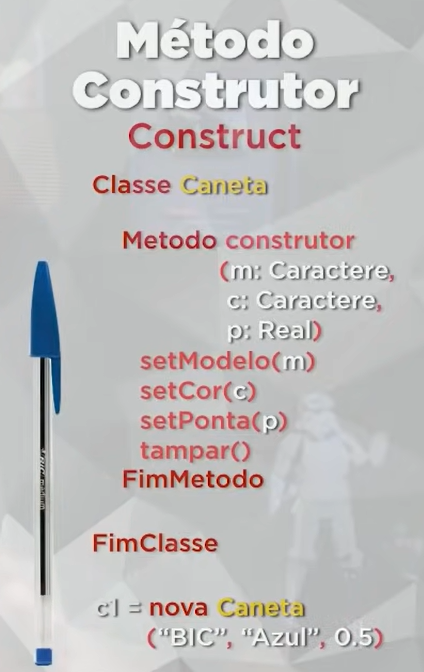 Método
Construtor
Construct
Classe Caneta
Metodo construtor
(m: Caractere,
c: Caractere,
p: Real)
setModelo(m)
setCor(c)
setPonta(p)
tampar()
FimMetodo
FimClasse
c1 = nova Caneta
("BIC", "Azul", 0.5)
BIC